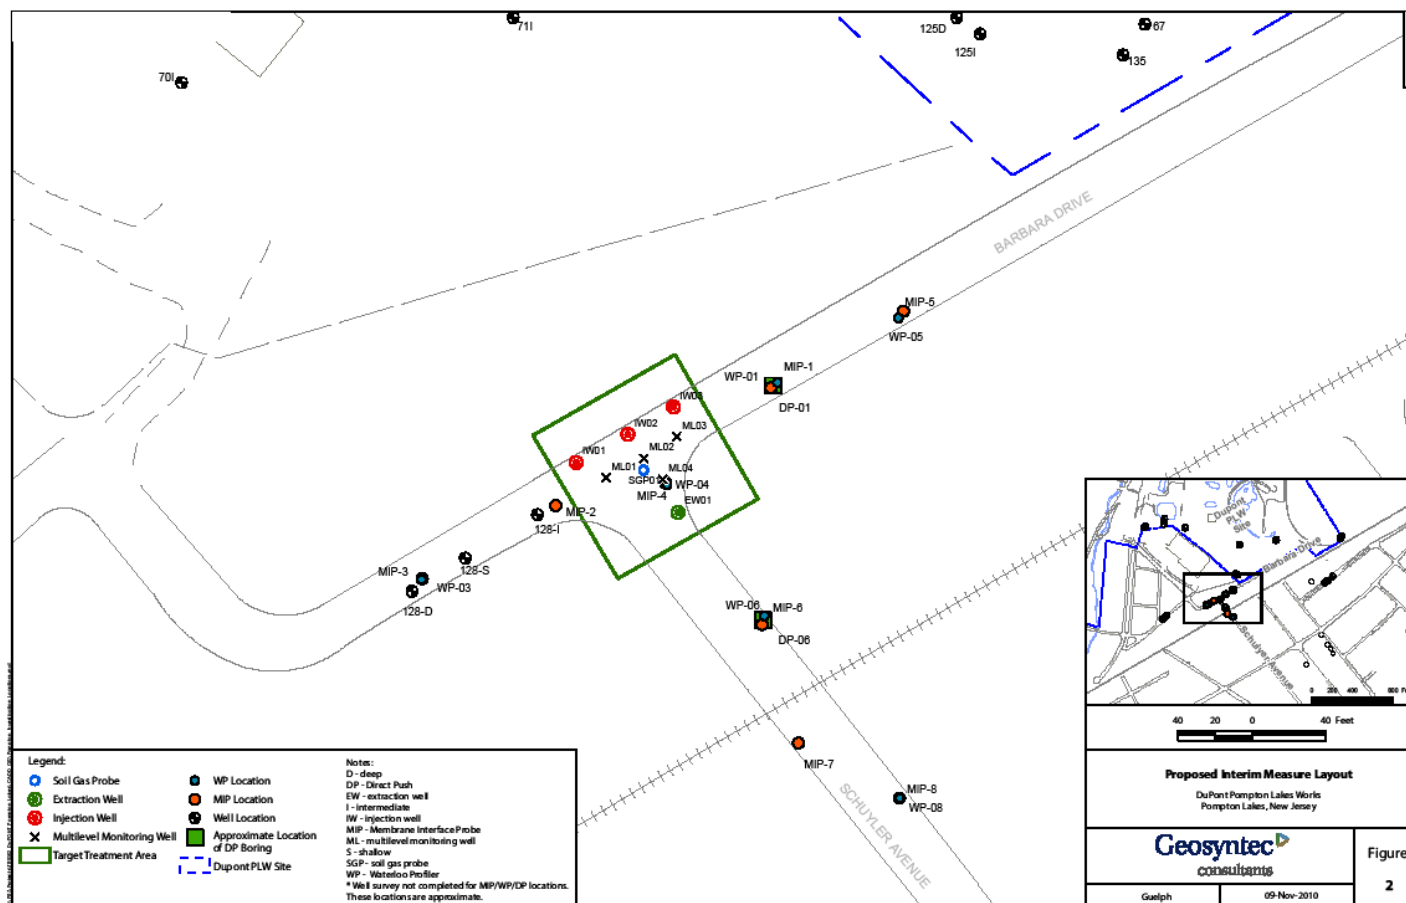 71I
125D
125I
67
135
70I
BARBARA DRIVE
MIP-5
WP-05
WP-01
MIP-1
DP-01
IW03
IW02
ML03
IW01
ML02
ML01
ML04
SGP01
WP-04
MIP-4
EW01
MIP-2
128-I
128-S
MIP-3
WP-03
128-D
WP-06
MIP-6
DP-06
MIP-7
MIP-8
WP-08
SCHUYLER AVENUE
Dupont
PLW
Site
Barbara Drive
Schuyler Avenue
0 200 400 800
40 20 0 40 Feet
Legend:
Soil Gas Probe
Extraction Well
Injection Well
Multilevel Monitoring Well
Target Treatment Area
WP Location
MIP Location
Well Location
Approximate Location
of DP Boring
Dupont PLW Site
Notes:
D - deep
DP - Direct Push
EW - extraction well
I - intermediate
IW - injection well
MIP - Membrane Interface Probe
ML - multilevel monitoring well
S - shallow
SGP - soil gas probe
WP - Waterloo Profiler
* Well survey not completed for MIP/WP/DP locations.
These locations are approximate.
Proposed Interim Measure Layout
DuPont Pompton Lakes Works
Pompton Lakes, New Jersey
Geosyntec
consultants
Guelph
09-Nov-2010
Figure
2